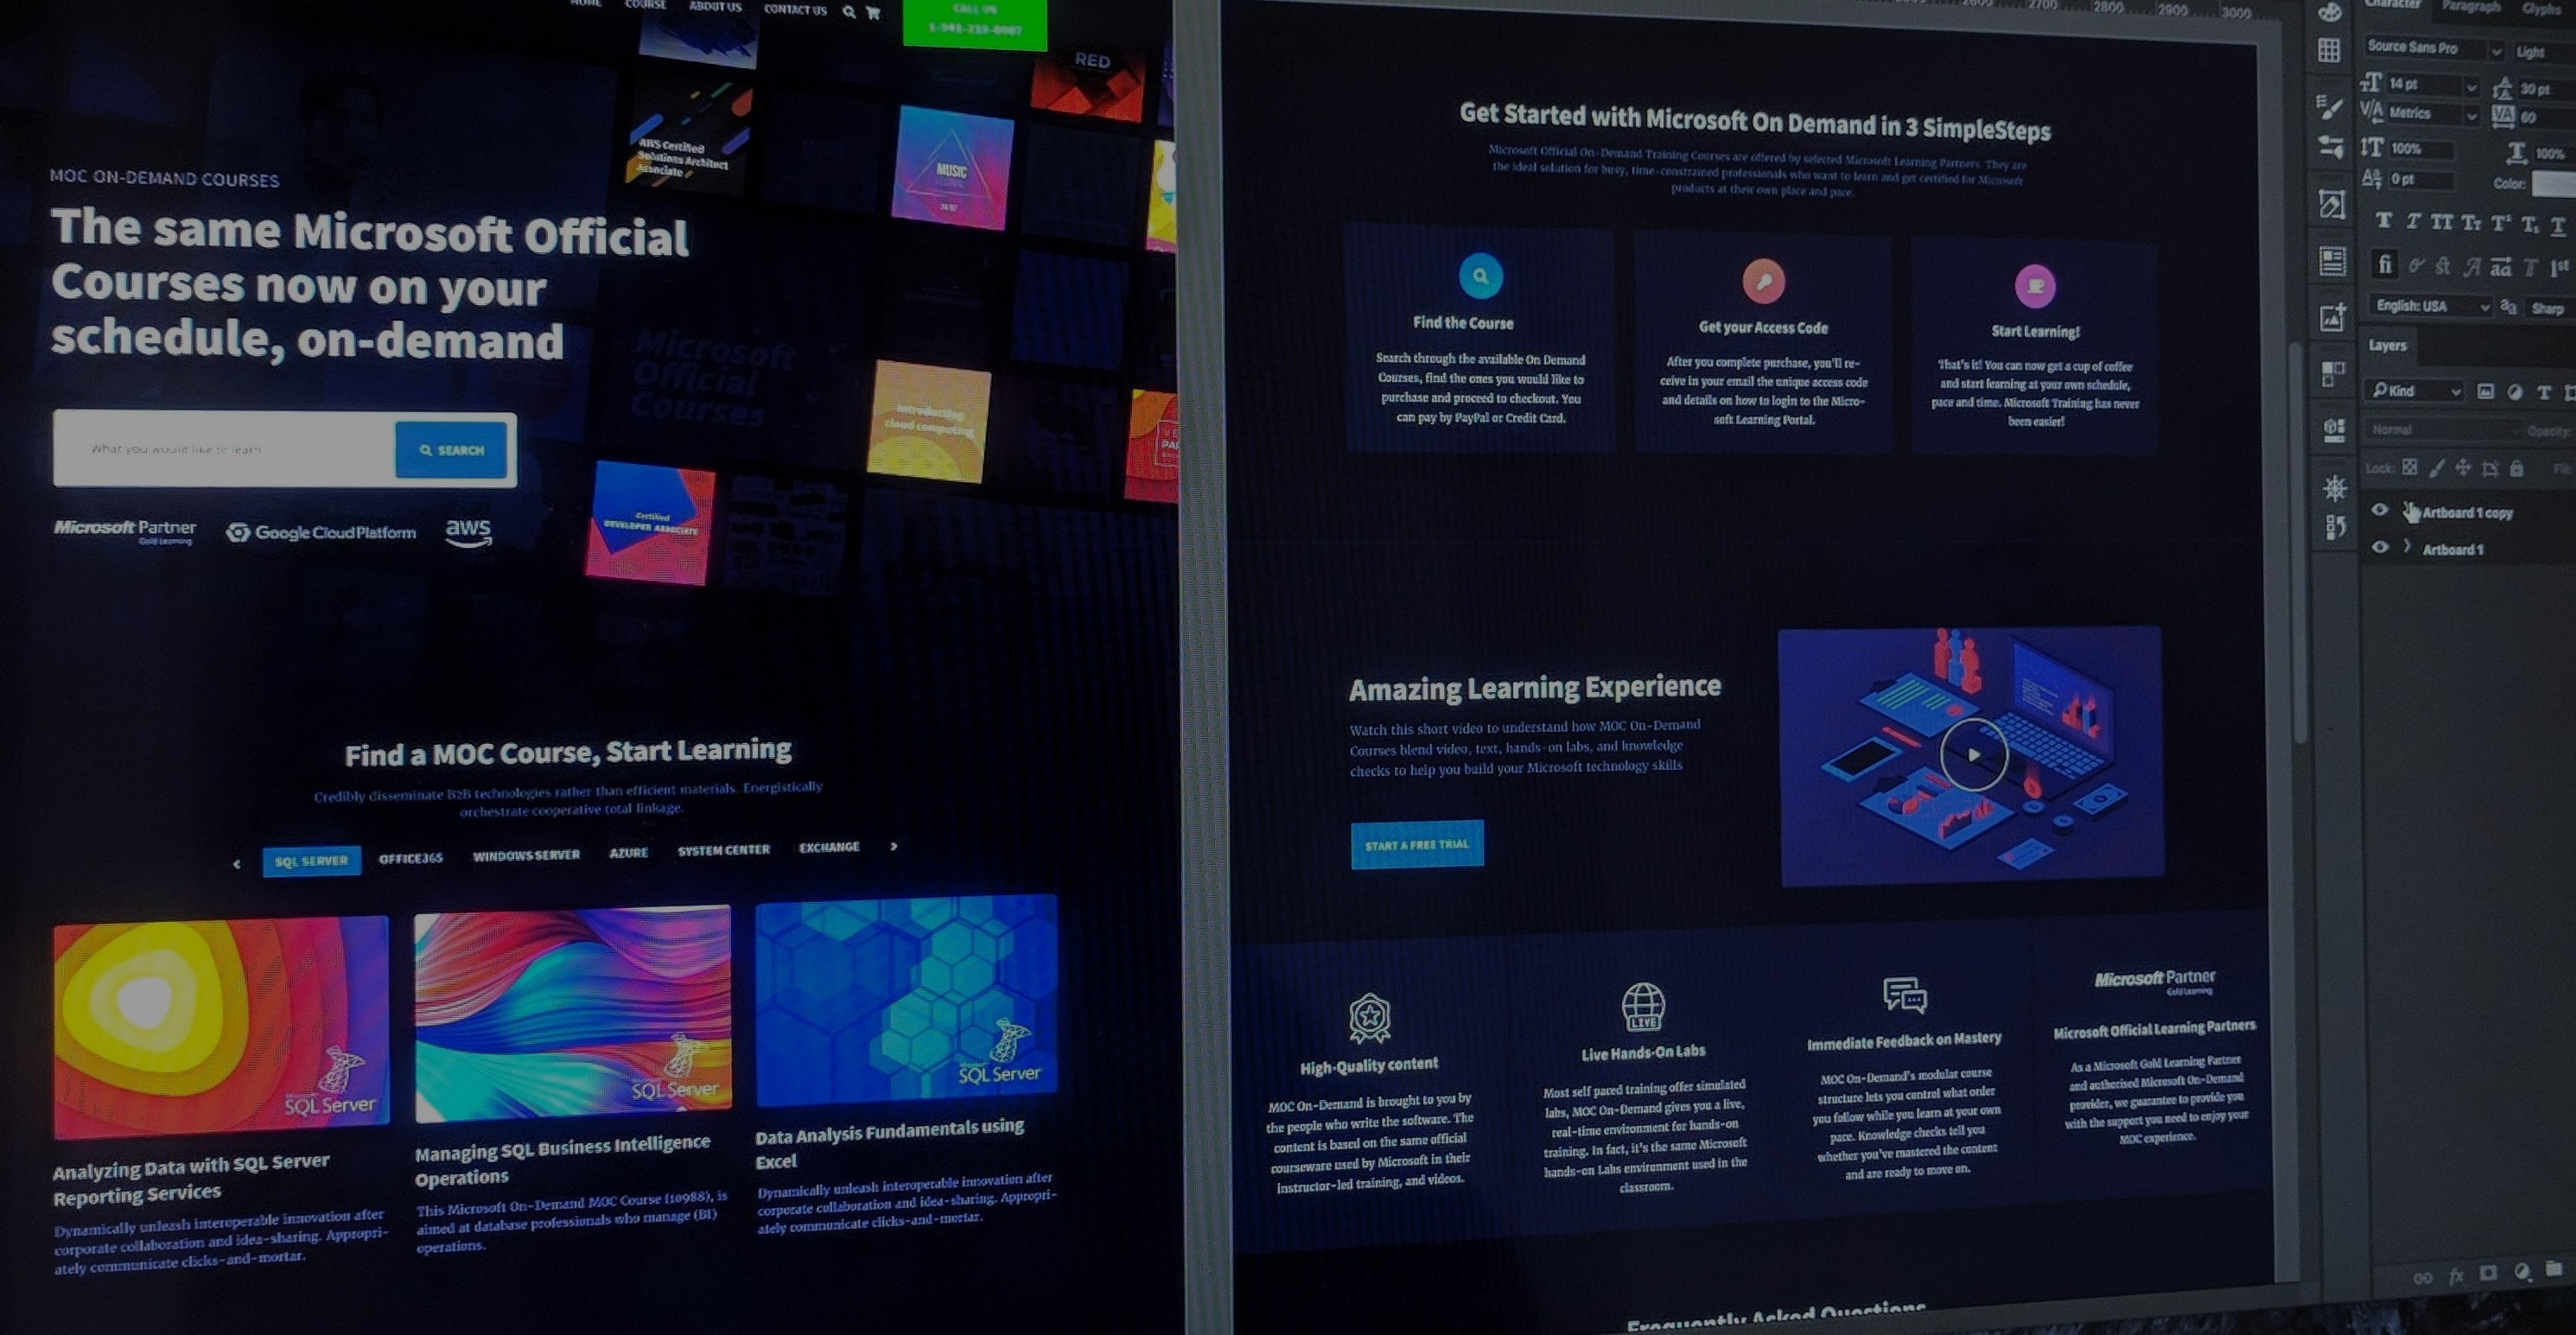 HOME COURSE ABOUT US CONTACT US
CALL US
RED
AWS Certified
Solutions Architect
Associate
MUSIC
MOC ON-DEMAND COURSES
The same Microsoft Official
Courses now on your
schedule, on-demand
Microsoft
Official
Courses
Introducing
cloud computing
What you would like to learn
SEARCH
Certified
DEVELOPER ASSOCIATE
Microsoft Partner
Gold Learning
Google Cloud Platform
aws
Find a MOC Course, Start Learning
Credibly disseminate B2B technologies rather than efficient materials. Energistically
orchestrate cooperative total linkage.
SQL SERVER OFFICE365 WINDOWS SERVER AZURE SYSTEM CENTER EXCHANGE
SQL Server
SQL Server
SQL Server
Analyzing Data with SQL Server
Reporting Services
Dynamically unleash interoperable innovation after
corporate collaboration and idea-sharing. Appropri-
ately communicate clicks-and-mortar.
Managing SQL Business Intelligence
Operations
This Microsoft On-Demand MOC Course (10988), is
aimed at database professionals who manage (BI)
operations.
Data Analysis Fundamentals using
Excel
Dynamically unleash interoperable innovation after
corporate collaboration and idea-sharing. Appropri-
ately communicate clicks-and-mortar.
2700 2800 2900 3000
Get Started with Microsoft On Demand in 3 SimpleSteps
Microsoft Official On-Demand Training Courses are offered by selected Microsoft Learning Partners. They are
the ideal solution for busy, time-constrained professionals who want to learn and get certified for Microsoft
products at their own place and pace.
Find the Course
Search through the available On Demand
Courses, find the ones you would like to
purchase and proceed to checkout. You
can pay by PayPal or Credit Card.
Get your Access Code
After you complete purchase, you'll re-
ceive in your email the unique access code
and details on how to login to the Micro-
soft Learning Portal.
Start Learning!
That's it! You can now get a cup of coffee
and start learning at your own schedule,
pace and time. Microsoft Training has never
been easier!
Amazing Learning Experience
Watch this short video to understand how MOC On-Demand
Courses blend video, text, hands-on labs, and knowledge
checks to help you build your Microsoft technology skills
START A FREE TRIAL
High-Quality content
MOC On-Demand is brought to you by
the people who write the software. The
content is based on the same official
courseware used by Microsoft in their
instructor-led training, and videos.
LIVE
Live Hands-On Labs
Most self paced training offer simulated
labs, MOC On-Demand gives you a live,
real-time environment for hands-on
training. In fact, it's the same Microsoft
hands-on Labs environment used in the
classroom.
Immediate Feedback on Mastery
MOC On-Demand's modular course
structure lets you control what order
you follow while you learn at your own
pace. Knowledge checks tell you
whether you've mastered the content
and are ready to move on.
Microsoft Partner
Gold Learning
Microsoft Official Learning Partners
As a Microsoft Gold Learning Partner
and authorised Microsoft On-Demand
provider, we guarantee to provide you
with the support you need to enjoy your
MOC experience.
Frequently Asked Questions
Character Paragraph Glyphs
Source Sans Pro Light
14 pt 30 pt
Metrics 60
100% 100%
0 pt Color:
English: USA Sharp
Layers
Kind
Normal Opacity:
Lock:
Artboard 1 copy
Artboard 1